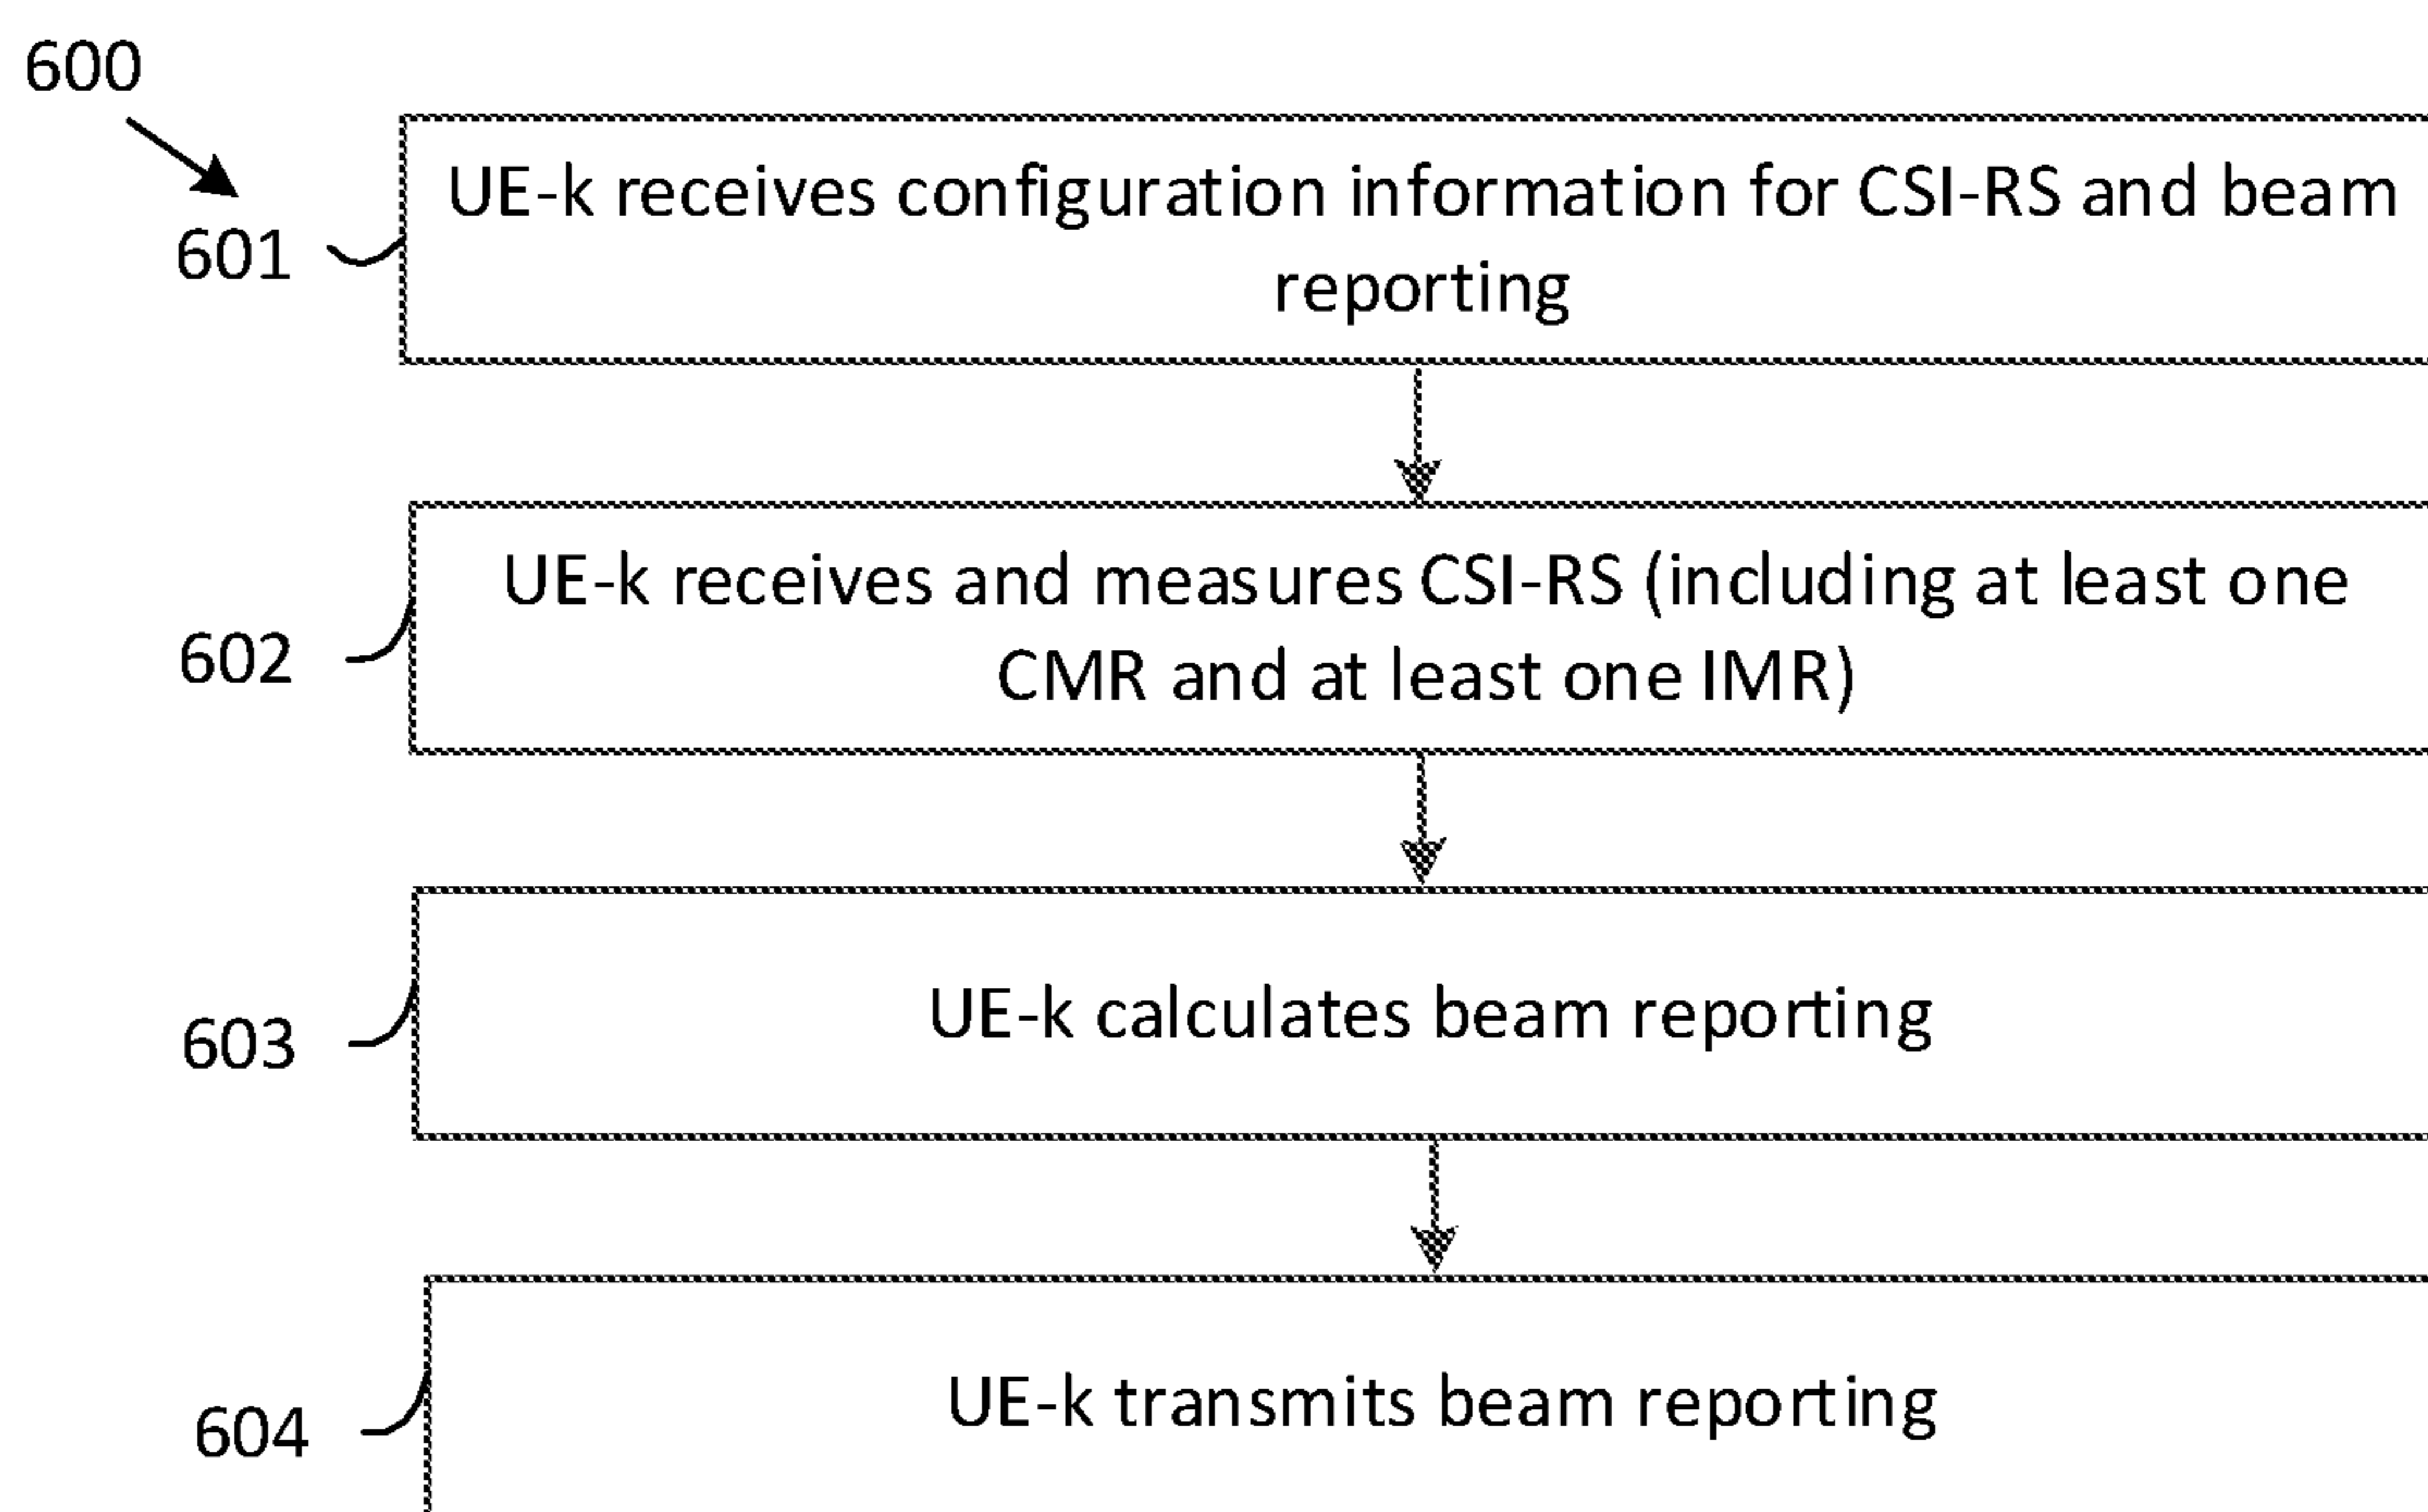 600
601
UE-k receives configuration information for CSI-RS and beam
reporting
602
UE-k receives and measures CSI-RS (including at least one
CMR and at least one IMR)
603
UE-k calculates beam reporting
604
UE-k transmits beam reporting